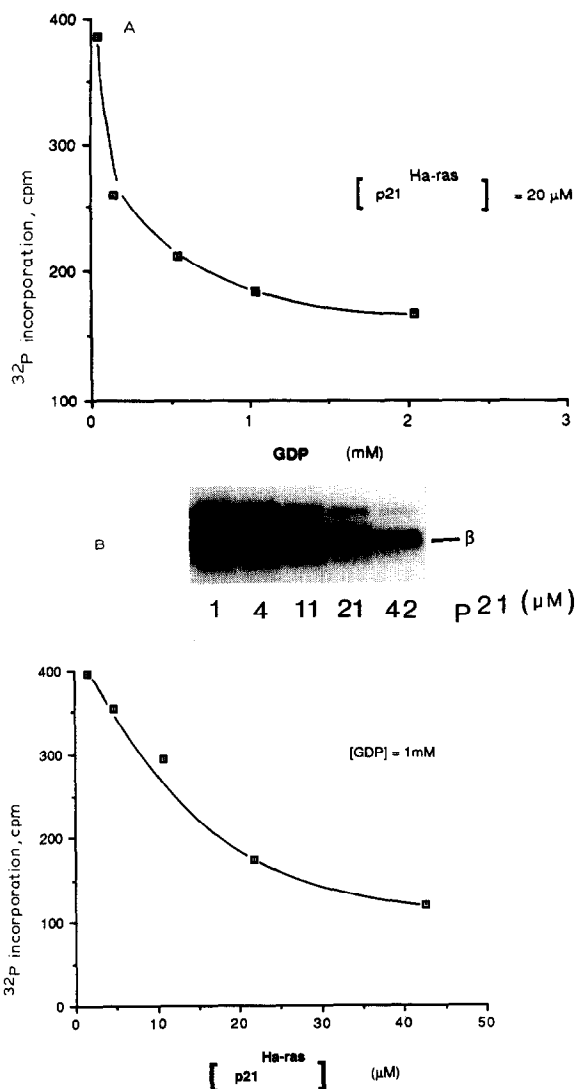 400
A
300
200
100
Ha-ras
[ p21 ] = 20 μM
32P incorporation, cpm
0 1 2 3
GDP (mM)
B
β
1 4 11 21 42 P21 (μM)
400
300
200
100
0
[GDP] = 1mM
32P incorporation, cpm
0 10 20 30 40 50
Ha-ras
[ p21 ] (μM)